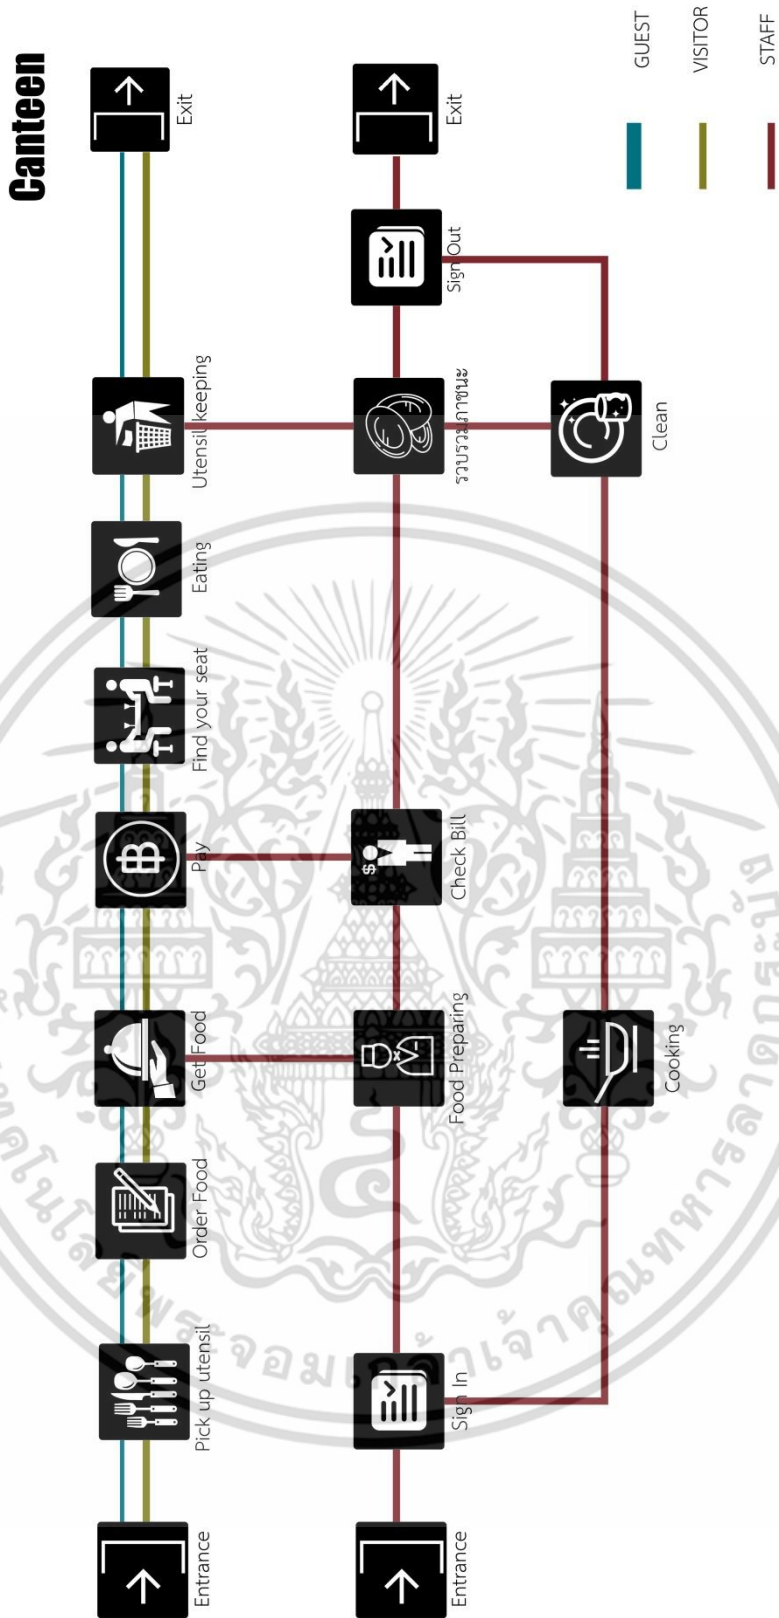 Canteen
Entrance
Pick up utensil
Order Food
Get Food
Pay
Find your seat
Eating
Utensil keeping
Exit
Entrance
Sign In
Food Preparing
Check Bill
รวบรวมภาชนะ
Sign Out
Exit
Cooking
Clean
GUEST
VISITOR
STAFF